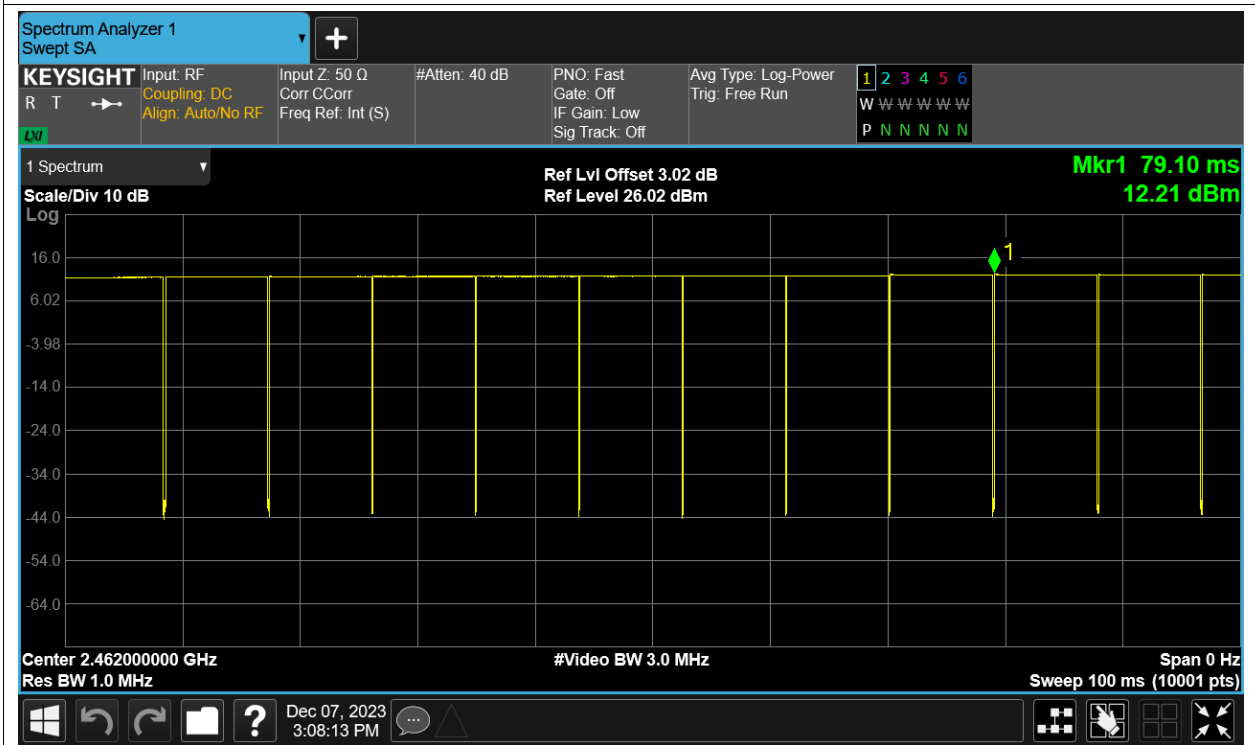 Spectrum Analyzer 1
Swept SA
KEYSIGHT
R T
LXI
Input: RF
Coupling: DC
Align: Auto/No RF
Input Z: 50 Ω
Corr CCorr
Freq Ref: Int (S)
#Atten: 40 dB
PNO: Fast
Gate: Off
IF Gain: Low
Sig Track: Off
Avg Type: Log-Power
Trig: Free Run
1 2 3 4 5 6
W W W W W W
P N N N N N
1 Spectrum
Scale/Div 10 dB
Log
Ref Lvl Offset 3.02 dB
Ref Level 26.02 dBm
Mkr1 79.10 ms
12.21 dBm
1
16.0
6.02
-3.98
-14.0
-24.0
-34.0
-44.0
-54.0
-64.0
Center 2.462000000 GHz
Res BW 1.0 MHz
#Video BW 3.0 MHz
Span 0 Hz
Sweep 100 ms (10001 pts)
?
Dec 07, 2023
3:08:13 PM